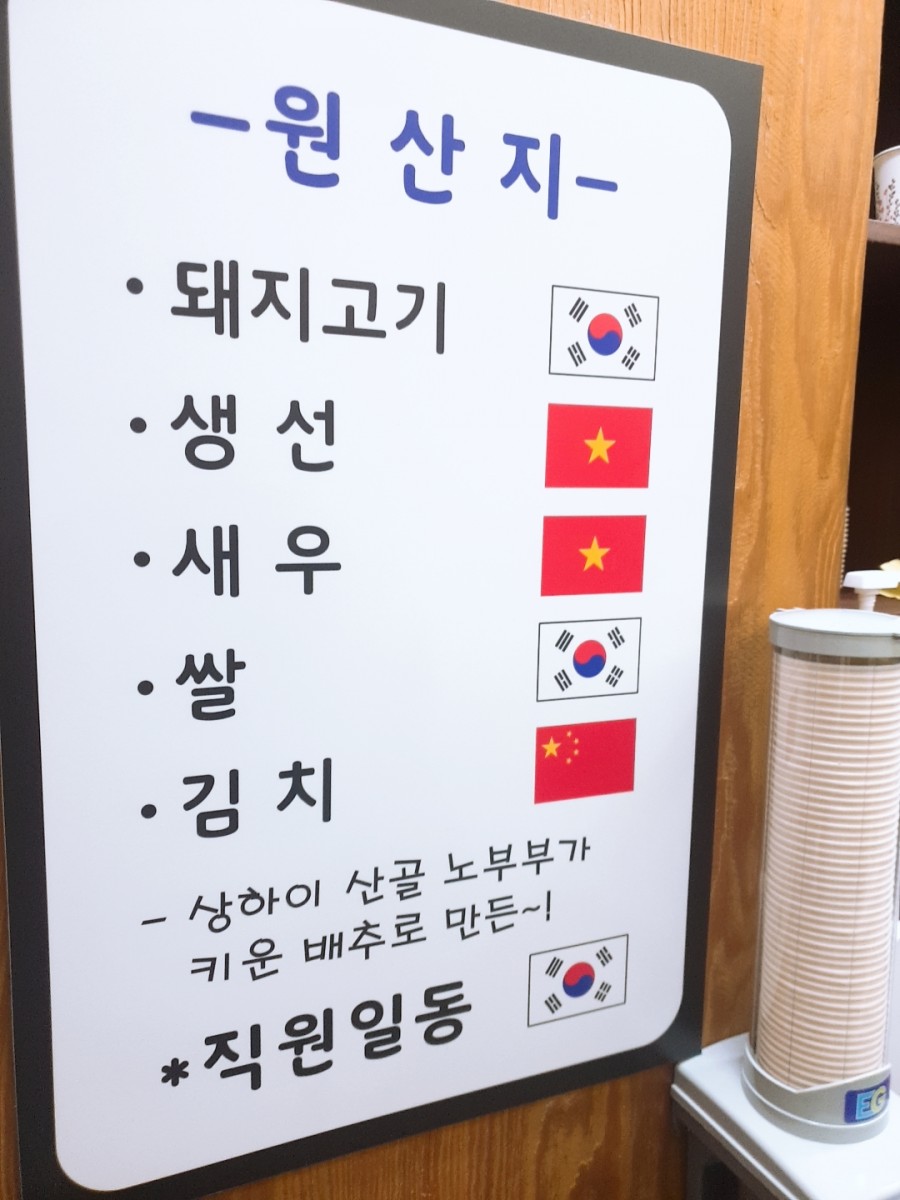 -원 산 지-
· 돼지고기
· 생 선
· 새 우
· 쌀
· 김 치
- 상하이 산골 노부부가
키운 배추로 만든~!
*직원일동
EG